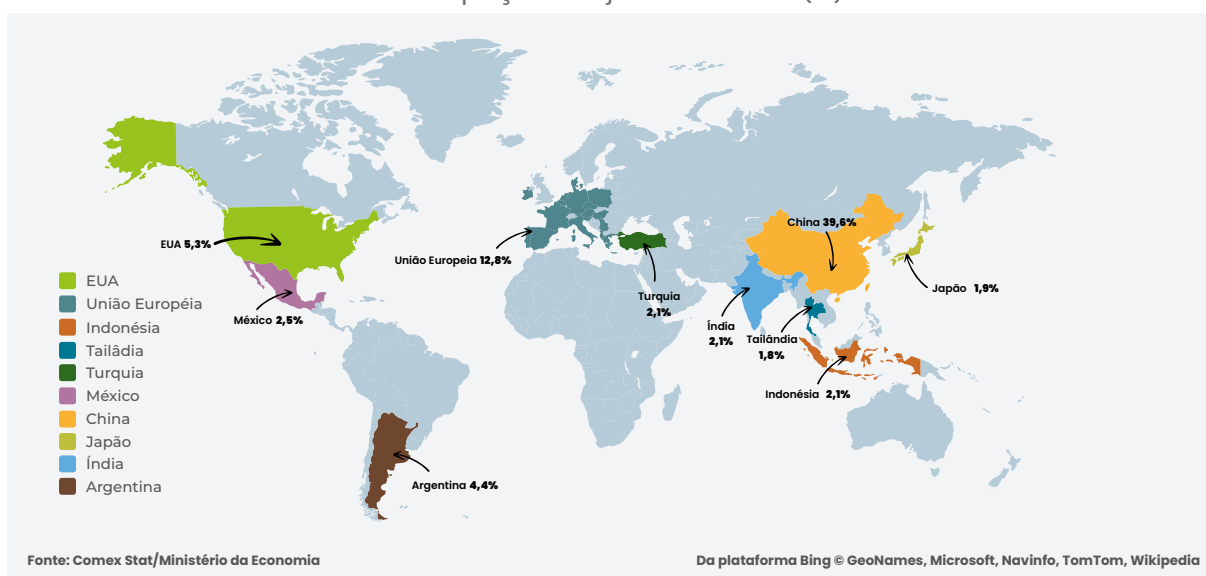 EUA 5,3%
México 2,5%
União Europeia 12,8%
Turquia
2,1%
China 39,6%
Índia
2,1%
Tailândia
1,8%
Japão 1,9%
Indonésia 2,1%
Argentina 4,4%
EUA
União Européia
Indonésia
Tailâdia
Turquia
México
China
Japão
Índia
Argentina
Fonte: Comex Stat/Ministério da Economia
Da plataforma Bing © GeoNames, Microsoft, Navinfo, TomTom, Wikipedia